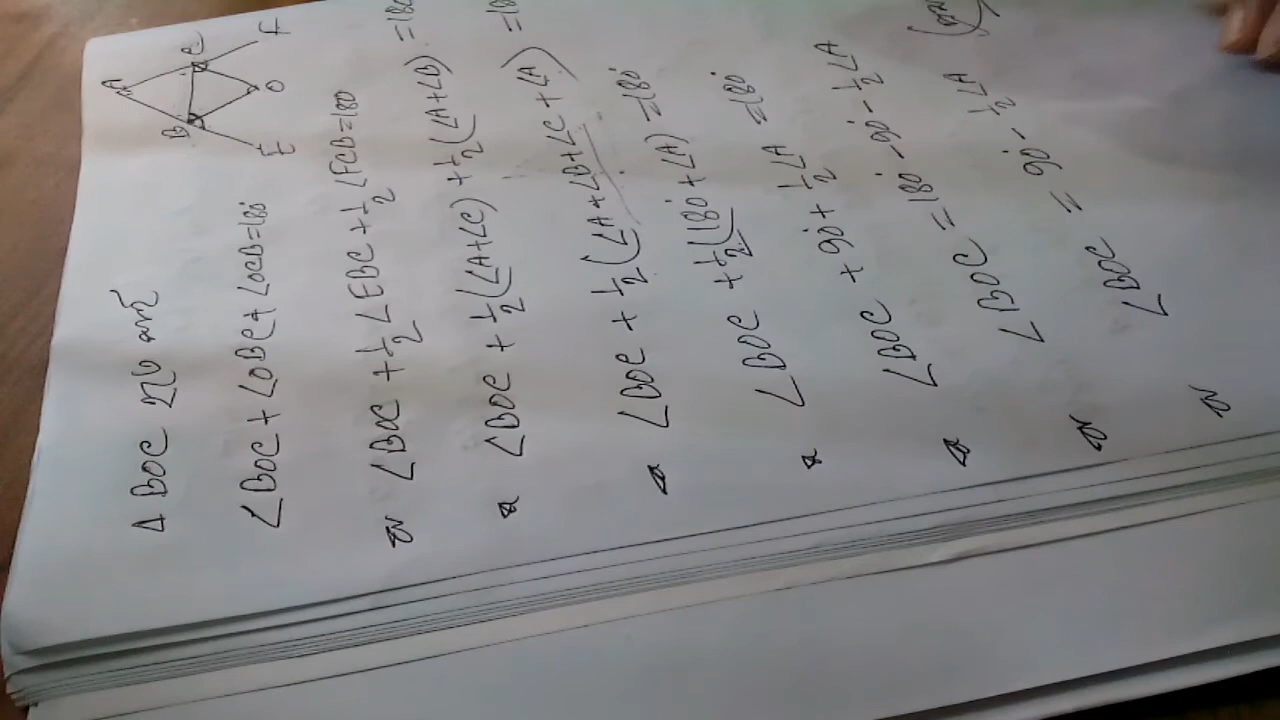 A
B
C
E
F
O
Δ BOC
∠BOC + ∠OBC + ∠OCB = 180°
বা ∠BOC + 1/2 ∠EBC + 1/2 ∠FCB = 180
বা ∠BOC + 1/2 (∠A + ∠C) + 1/2 (∠A + ∠B) = 180
বা ∠BOC + 1/2 (∠A + ∠B + ∠C + ∠A) = 18
বা ∠BOC + 1/2 (180° + ∠A) = 180°
বা ∠BOC + 90° + 1/2 ∠A = 180°
বা ∠BOC = 180° - 90° - 1/2 ∠A
বা ∠BOC = 90° - 1/2 ∠A